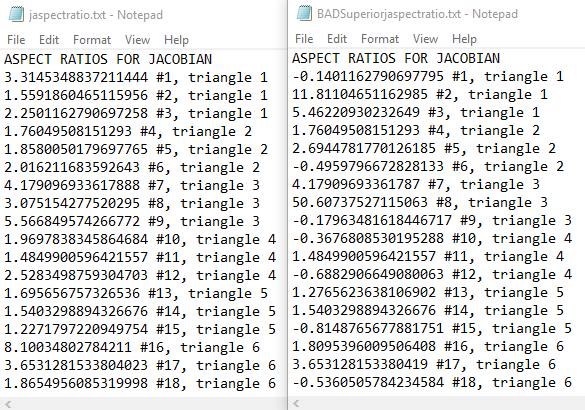 jaspectratio.txt - Notepad
File Edit Format View Help
ASPECT RATIOS FOR JACOBIAN
3.3145348837211444 #1, triangle 1
1.5591860465115956 #2, triangle 1
2.2501162790697258 #3, triangle 1
1.76049508151293 #4, triangle 2
1.8580050179697765 #5, triangle 2
2.016211683592643 #6, triangle 2
4.179096933617888 #7, triangle 3
3.075154277520295 #8, triangle 3
5.566849574266772 #9, triangle 3
1.9697838345864684 #10, triangle 4
1.4849900596421557 #11, triangle 4
2.5283498759304703 #12, triangle 4
1.695656757326536 #13, triangle 5
1.5403298894326676 #14, triangle 5
1.2271797220949754 #15, triangle 5
8.10034802784211 #16, triangle 6
3.6531281533804023 #17, triangle 6
1.8654956085319998 #18, triangle 6
BADSuperiorjaspectratio.txt - Notepad
File Edit Format View Help
ASPECT RATIOS FOR JACOBIAN
-0.1401162790697795 #1, triangle 1
11.81104651162985 #2, triangle 1
5.46220930232649 #3, triangle 1
1.76049508151293 #4, triangle 2
2.6944781770126185 #5, triangle 2
-0.4959796672828133 #6, triangle 2
4.17909693361787 #7, triangle 3
50.60737527115063 #8, triangle 3
-0.17963481618446717 #9, triangle 3
-0.3676808530195288 #10, triangle 4
1.4849900596421557 #11, triangle 4
-0.6882906649080063 #12, triangle 4
1.2765623638106902 #13, triangle 5
1.5403298894326676 #14, triangle 5
-0.8148765677881751 #15, triangle 5
1.8095396009506408 #16, triangle 6
3.653128153380419 #17, triangle 6
-0.5360505784234584 #18, triangle 6